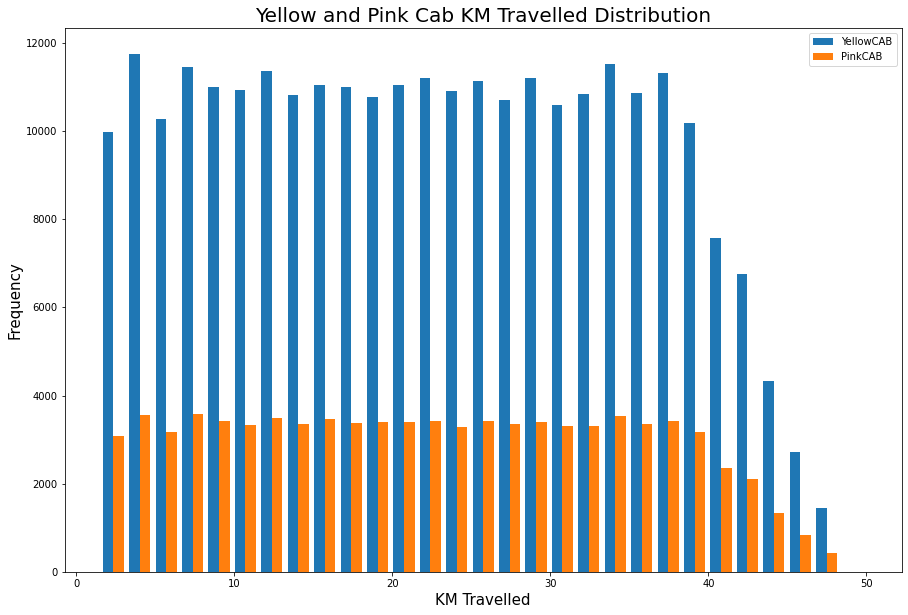 Yellow and Pink Cab KM Travelled Distribution
YellowCAB
PinkCAB
12000
10000
8000
6000
4000
2000
0
Frequency
0 10 20 30 40 50
KM Travelled